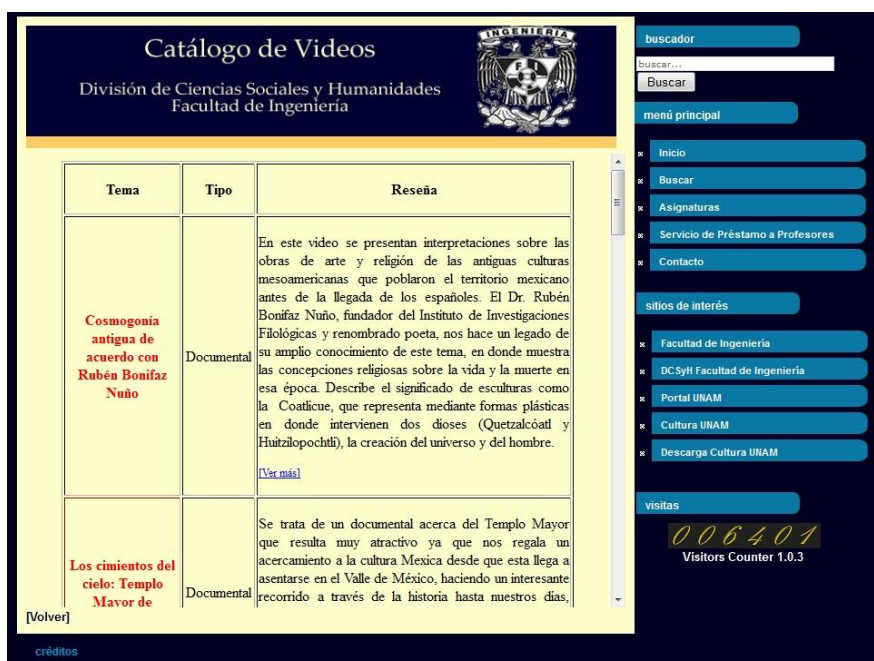 Catálogo de Videos
División de Ciencias Sociales y Humanidades
Facultad de Ingeniería
INGENIERIA
F I
Tema Tipo Reseña
Cosmogonía
antigua de
acuerdo con
Rubén Bonifaz
Nuño
Documental
En este video se presentan interpretaciones sobre las
obras de arte y religión de las antiguas culturas
mesoamericanas que poblaron el territorio mexicano
antes de la llegada de los españoles. El Dr. Rubén
Bonifaz Nuño, fundador del Instituto de Investigaciones
Filológicas y renombrado poeta, nos hace un legado de
su amplio conocimiento de este tema, en donde muestra
las concepciones religiosas sobre la vida y la muerte en
esa época. Describe el significado de esculturas como
la Coatlicue, que representa mediante formas plásticas
en donde intervienen dos dioses (Quetzalcóatl y
Huitzilopochtli), la creación del universo y del hombre.
[Ver más]
Los cimientos del
cielo: Templo
Mayor de
Documental
Se trata de un documental acerca del Templo Mayor
que resulta muy atractivo ya que nos regala un
acercamiento a la cultura Mexica desde que esta llega a
asentarse en el Valle de México, haciendo un interesante
recorrido a través de la historia hasta nuestros días,
[Volver]
créditos
buscador
buscar...
Buscar
menú principal
Inicio
Buscar
Asignaturas
Servicio de Préstamo a Profesores
Contacto
sitios de interés
Facultad de Ingeniería
DCSyH Facultad de Ingeniería
Portal UNAM
Cultura UNAM
Descarga Cultura UNAM
visitas
006401
Visitors Counter 1.0.3